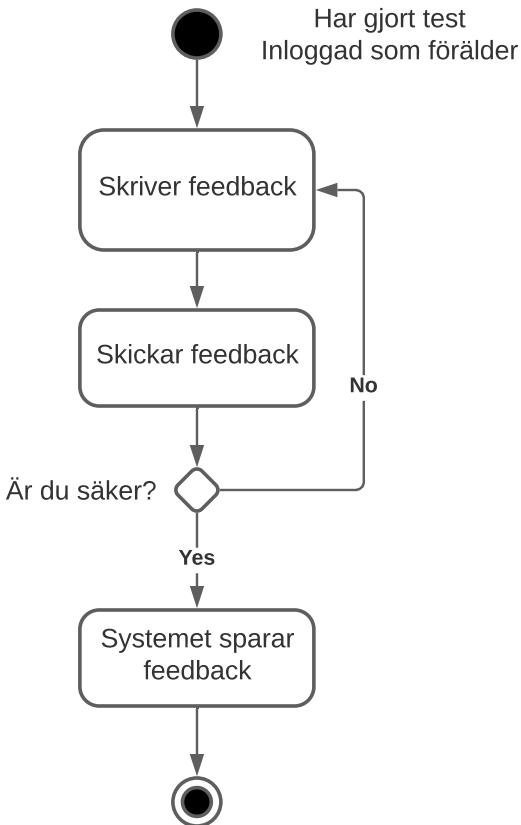 Har gjort test
Inloggad som förälder
Skriver feedback
Skickar feedback
No
Är du säker?
Yes
Systemet sparar
feedback